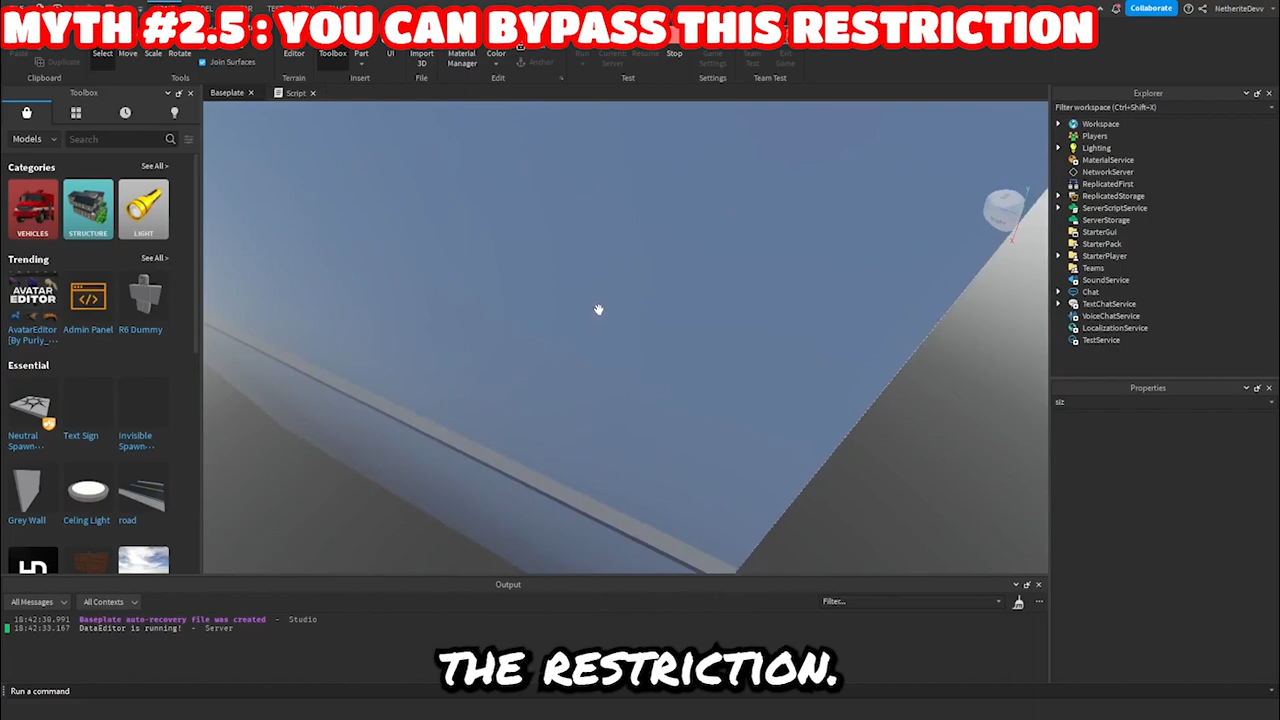 MYTH #2.5 : YOU CAN BYPASS THIS RESTRICTION
Collaborate
NetheriteDevv
Duplicate
Select
Move
Scale
Rotate
Join Surfaces
Editor
Toolbox
Part
UI
Import
3D
Material
Manager
Color
Anchor
Stop
Clipboard
Tools
Terrain
Insert
File
Edit
Test
Settings
Team Test
Toolbox
Baseplate
Script
Models
Search
Categories
See All >
VEHICLES
STRUCTURE
LIGHT
Trending
See All >
AVATAR
EDITOR
AvatarEditor
[By Purly_...
Admin Panel
R6 Dummy
Essential
Neutral
Spawn...
Text Sign
Invisible
Spawn...
Grey Wall
Celing Light
road
Explorer
Filter workspace (Ctrl+Shift+X)
Workspace
Players
Lighting
MaterialService
NetworkServer
ReplicatedFirst
ReplicatedStorage
ServerScriptService
ServerStorage
StarterGui
StarterPack
StarterPlayer
Teams
SoundService
Chat
TextChatService
VoiceChatService
LocalizationService
TestService
Properties
siz
Output
All Messages
All Contexts
Filter...
18:42:30.991 Baseplate auto-recovery file was created - Studio
18:42:33.167 DataEditor is running! - Server
THE RESTRICTION.
Run a command